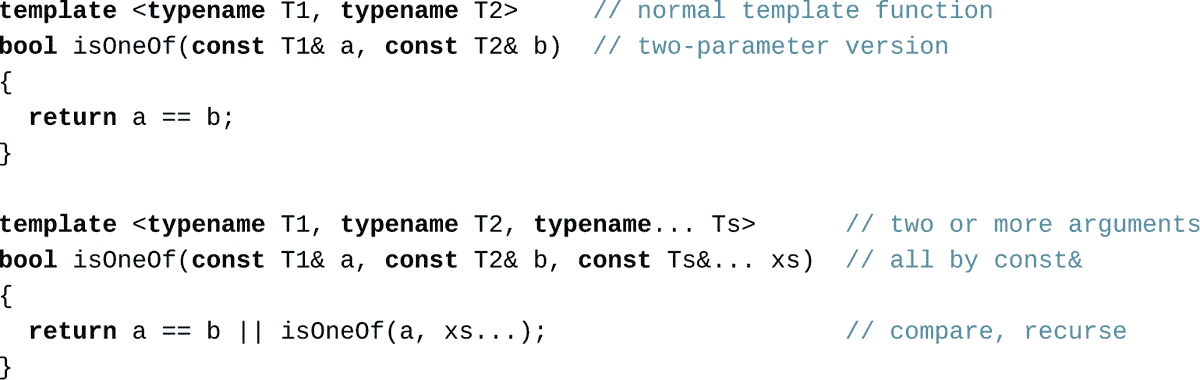 template <typename T1, typename T2>     // normal template function
bool isOneOf(const T1& a, const T2& b)  // two-parameter version
{
  return a == b;
}

template <typename T1, typename T2, typename... Ts>      // two or more arguments
bool isOneOf(const T1& a, const T2& b, const Ts&... xs)  // all by const&
{
  return a == b || isOneOf(a, xs...);                    // compare, recurse
}